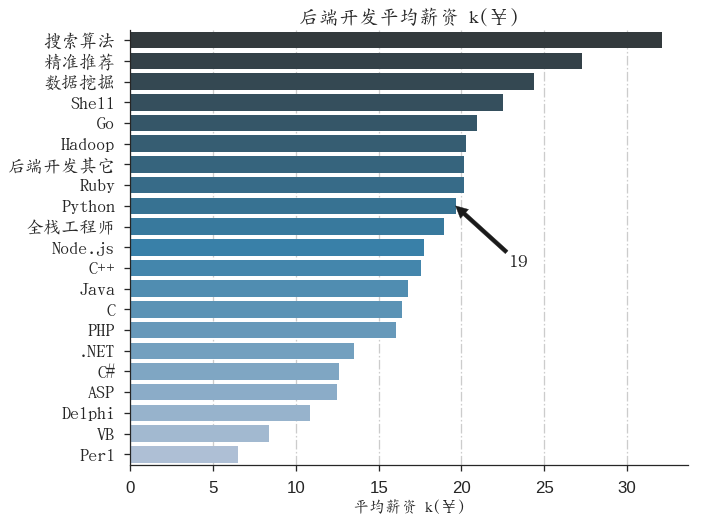 后端开发平均薪资 k(￥)
搜索算法
精准推荐
数据挖掘
Shell
Go
Hadoop
后端开发其它
Ruby
Python
全栈工程师
Node.js
C++
Java
C
PHP
.NET
C#
ASP
Delphi
VB
Perl
19
0 5 10 15 20 25 30
平均薪资 k(￥)